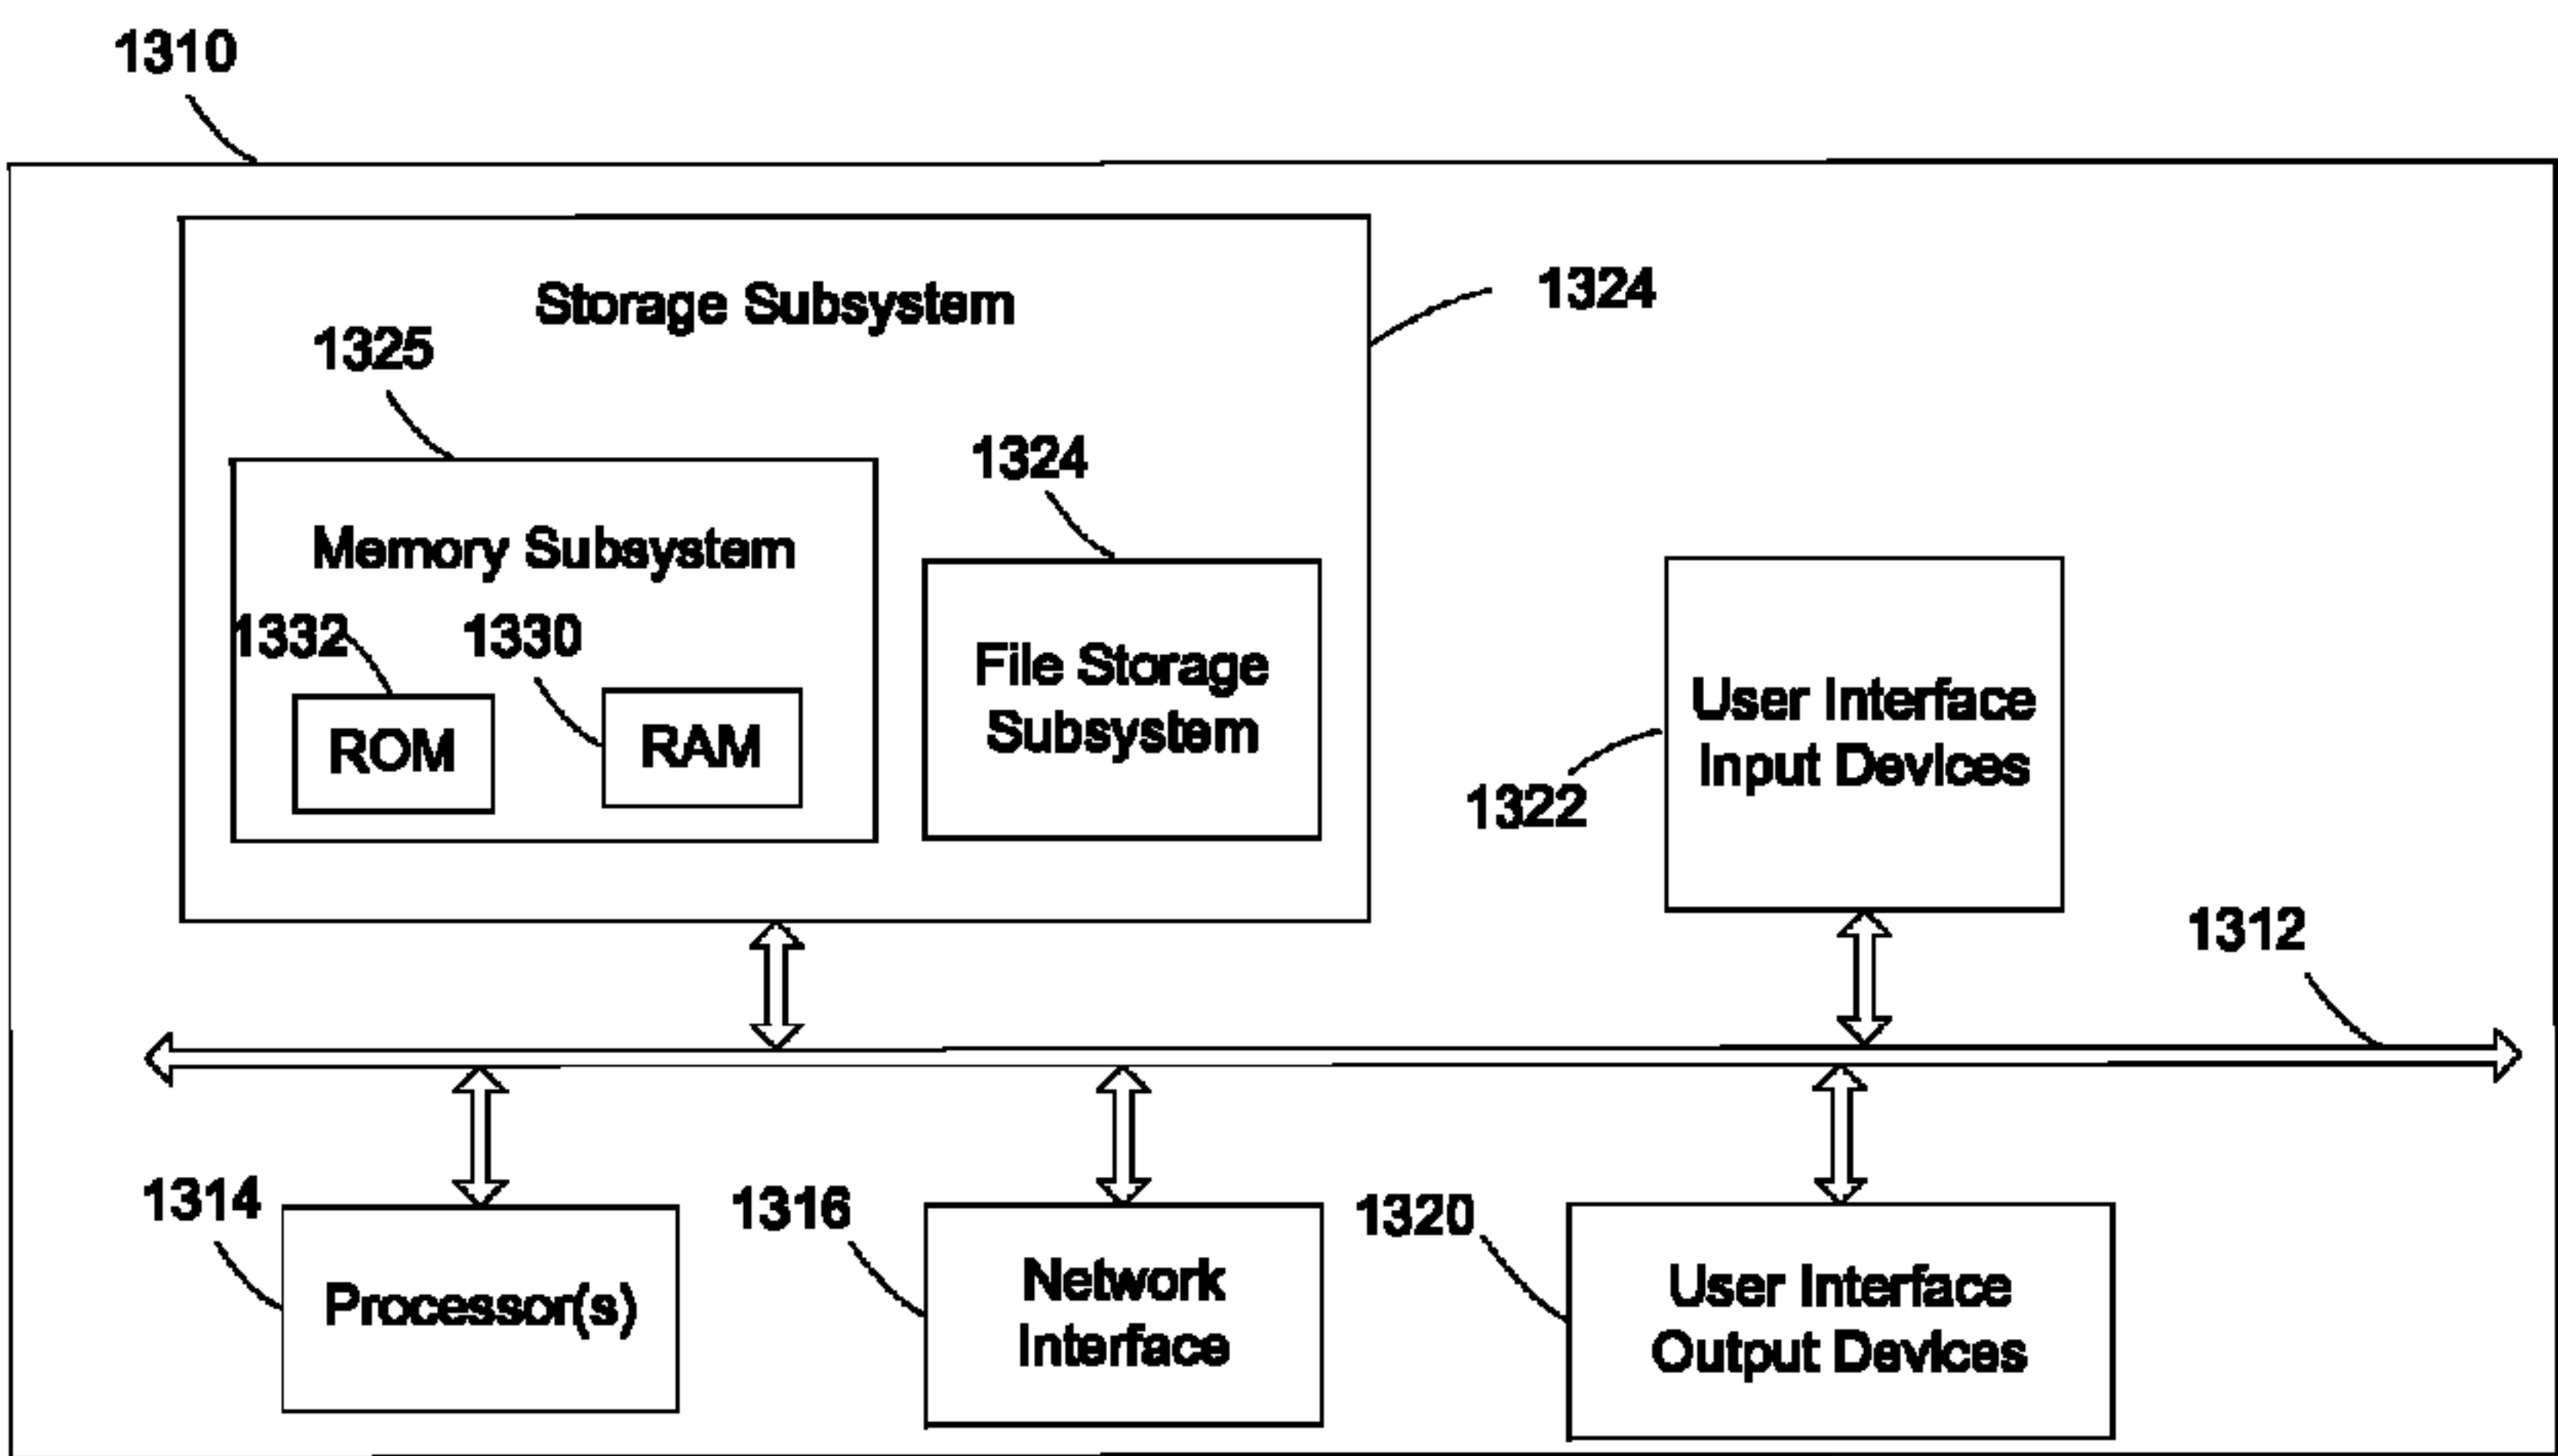 1310
Storage Subsystem
1324
1325
1324
Memory Subsystem
1332
1330
ROM
RAM
File Storage
Subsystem
User Interface
Input Devices
1322
1312
1314
Processor(s)
1316
Network
Interface
1320
User Interface
Output Devices